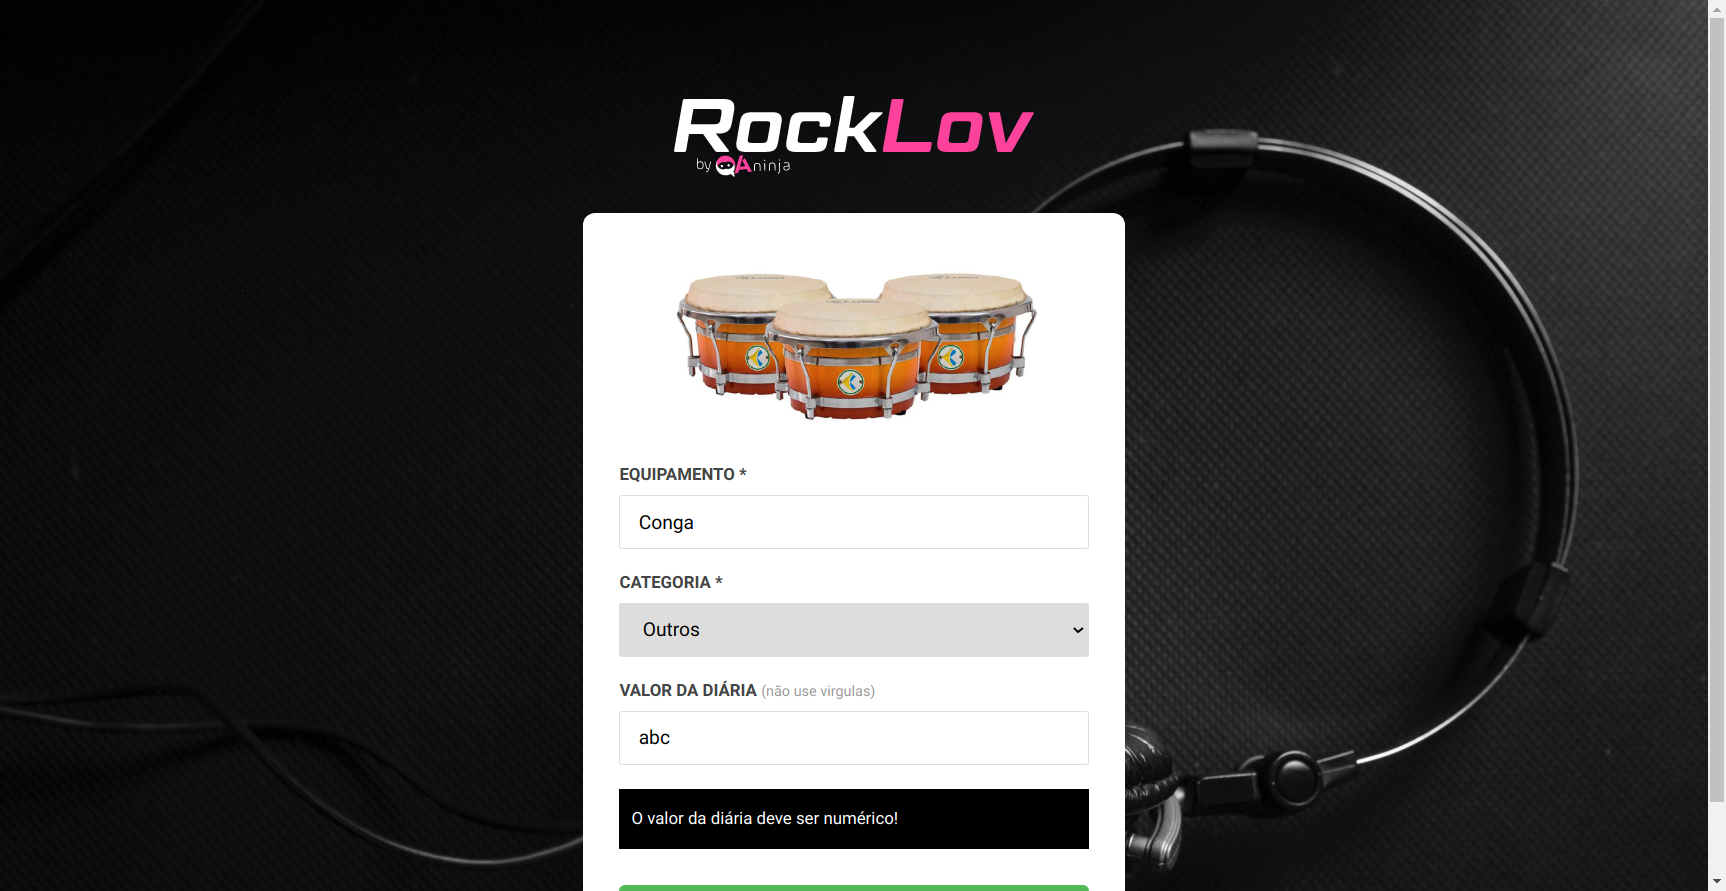 RockLov
by QAninja
EQUIPAMENTO *
Conga
CATEGORIA *
Outros
VALOR DA DIÁRIA (não use virgulas)
abc
O valor da diária deve ser numérico!